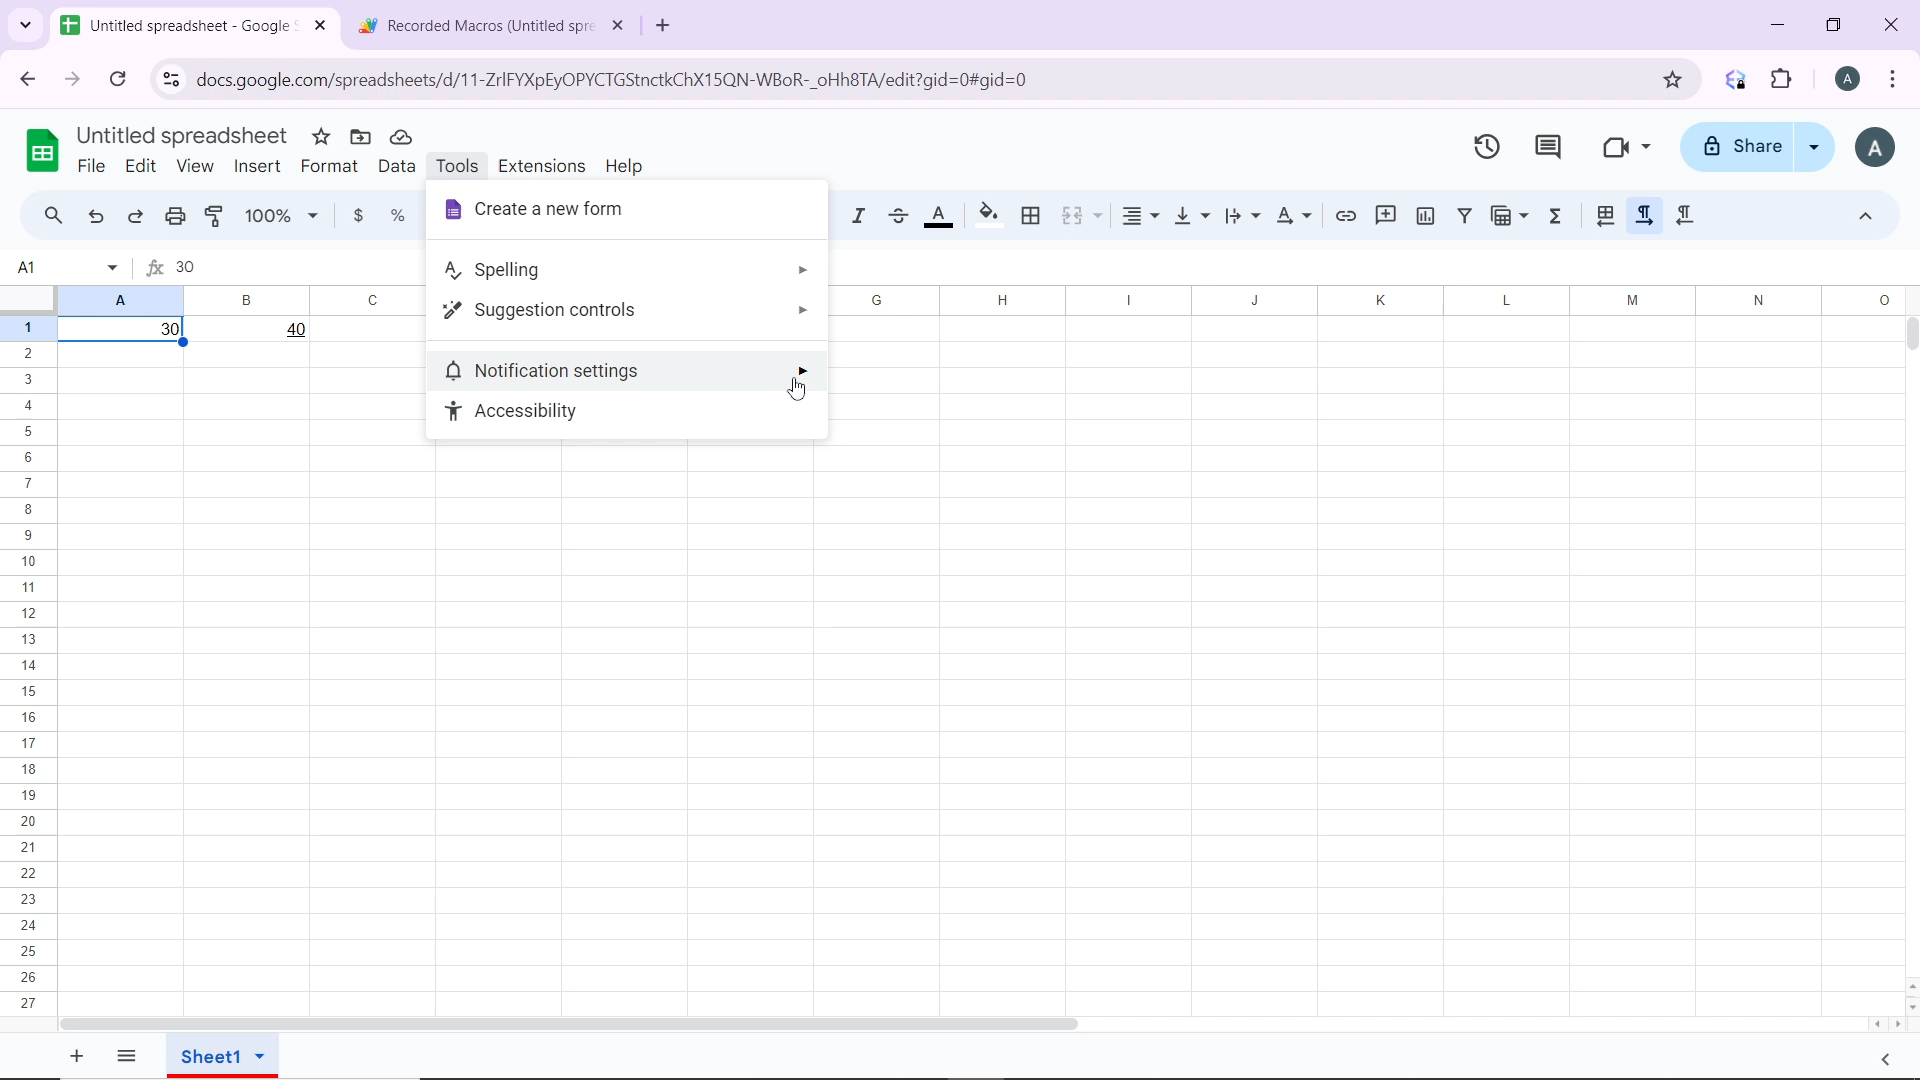 Untitled spreadsheet - Google S
Recorded Macros (Untitled spre
docs.google.com/spreadsheets/d/11-ZrlFYXpEyOPYCTGStnctkChX15QN-WBoR-_oHh8TA/edit?gid=0#gid=0
A
Untitled spreadsheet
File Edit View Insert Format Data Tools Extensions Help
Share
A
100% $ %
Create a new form
A1
fx 30
Spelling
Suggestion controls
Notification settings
Accessibility
A B C G H I J K L M N O
1 30 40
2
3
4
5
6
7
8
9
10
11
12
13
14
15
16
17
18
19
20
21
22
23
24
25
26
27
Sheet1